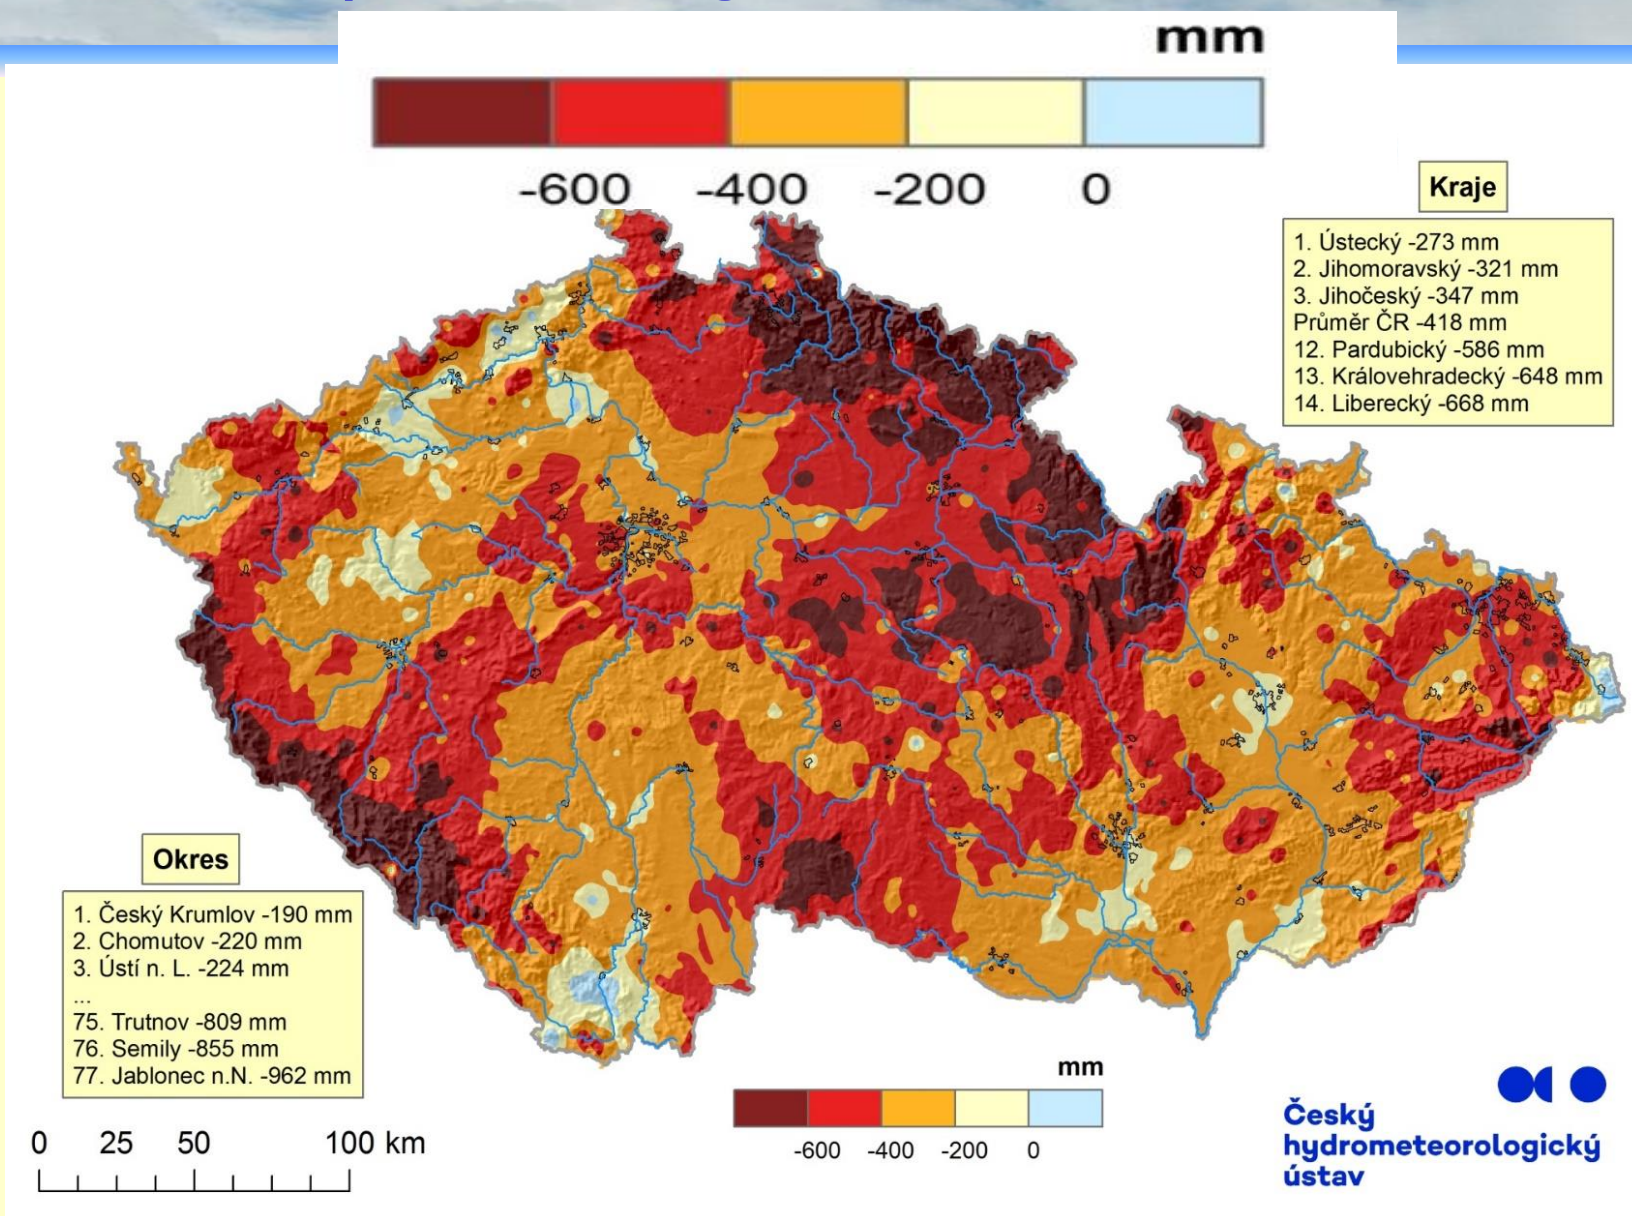 mm
-600 -400 -200 0
Kraje
1. Ústecký -273 mm
2. Jihomoravský -321 mm
3. Jihočeský -347 mm
Průměr ČR -418 mm
12. Pardubický -586 mm
13. Královehradecký -648 mm
14. Liberecký -668 mm
Okres
1. Český Krumlov -190 mm
2. Chomutov -220 mm
3. Ústí n. L. -224 mm
...
75. Trutnov -809 mm
76. Semily -855 mm
77. Jablonec n.N. -962 mm
0 25 50 100 km
mm
-600 -400 -200 0
Český
hydrometeorologický
ústav